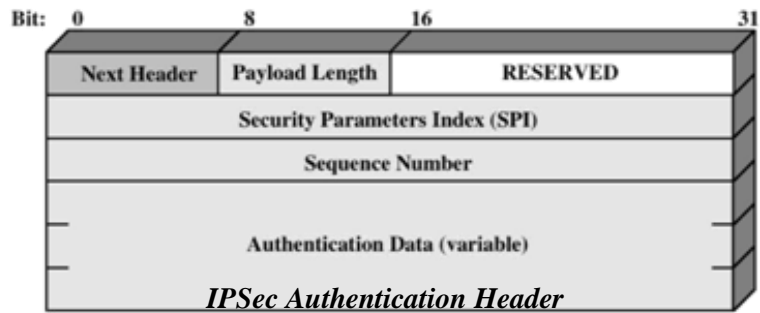 Bit: 0 8 16 31
Next Header Payload Length RESERVED
Security Parameters Index (SPI)
Sequence Number
Authentication Data (variable)
IPSec Authentication Header